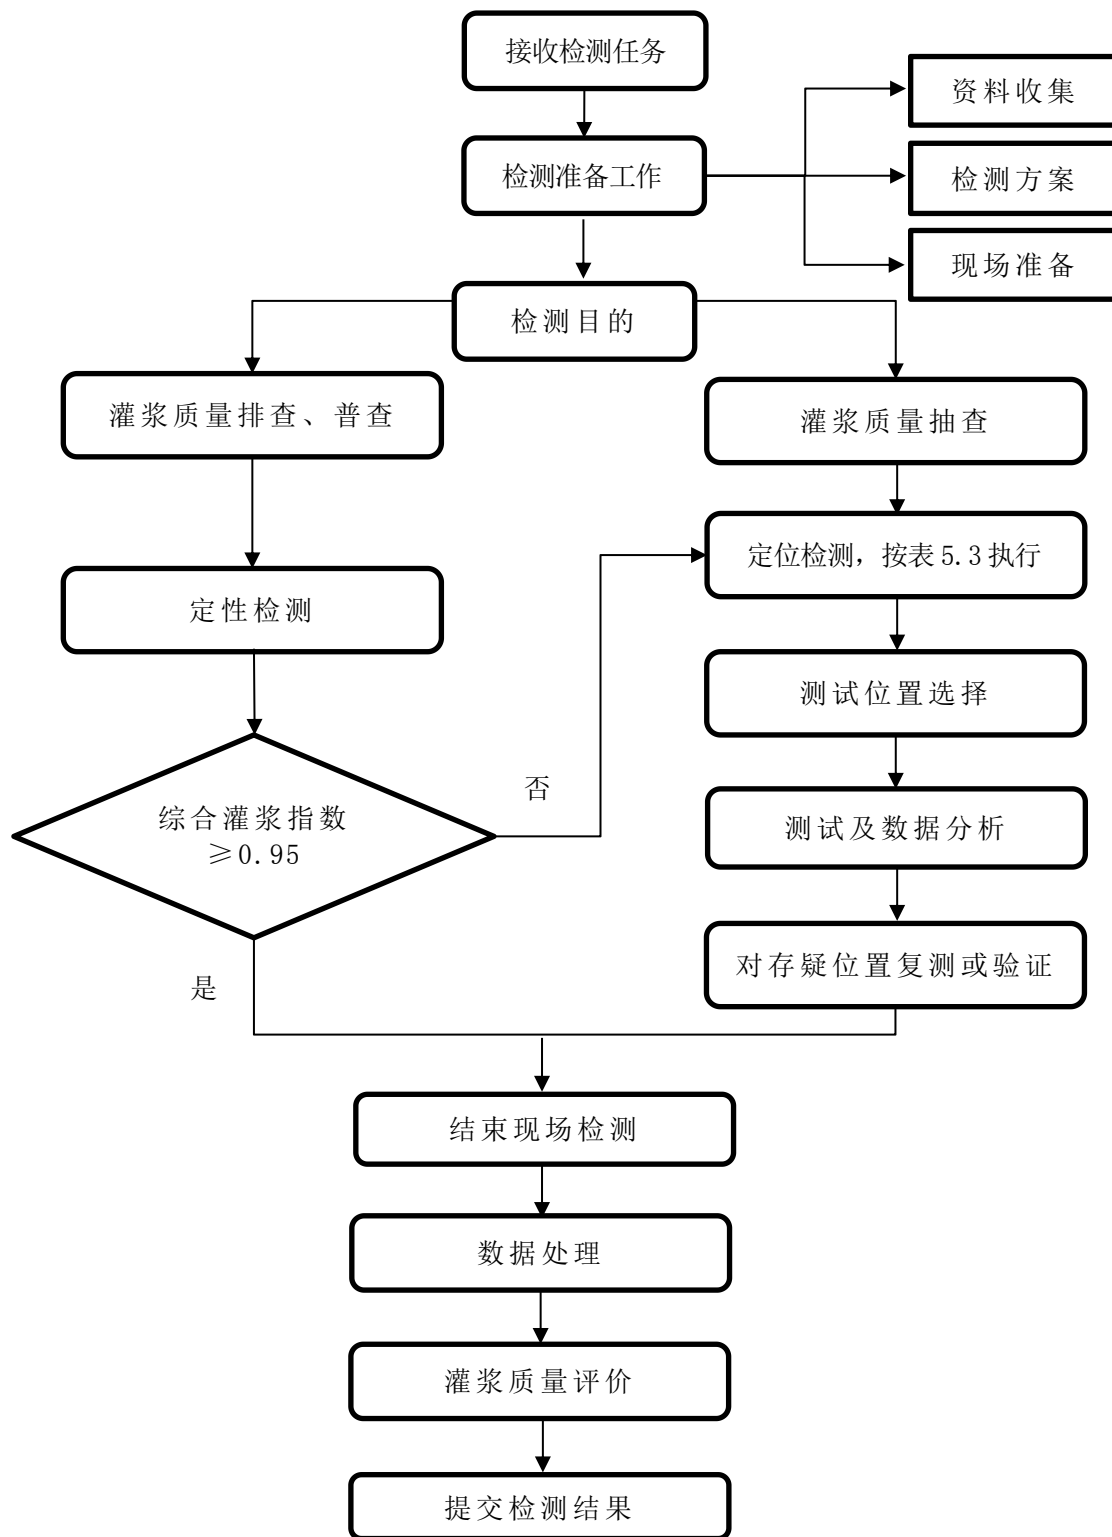 接收检测任务
资料收集
检测准备工作
检测方案
现场准备
检测目的
灌浆质量排查、普查
灌浆质量抽查
定位检测，按表 5.3 执行
定性检测
测试位置选择
否
综合灌浆指数
≥0.95
测试及数据分析
对存疑位置复测或验证
是
结束现场检测
数据处理
灌浆质量评价
提交检测结果